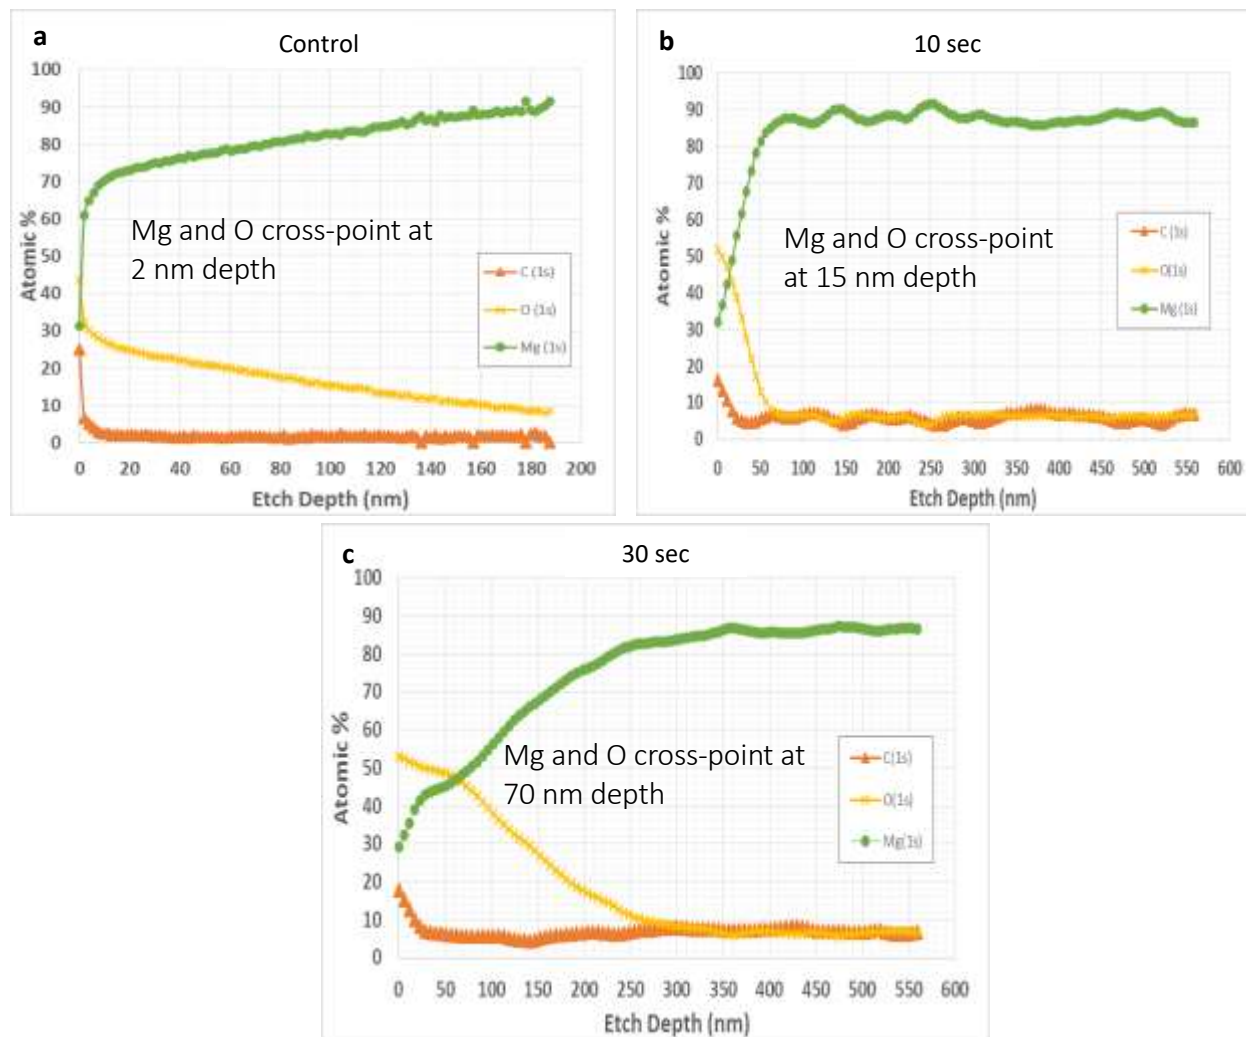 a
Control
100
90
80
70
60
50
40
30
20
10
0
Atomic %
Mg and O cross-point at
2 nm depth
C (1s)
O (1s)
Mg (1s)
0 20 40 60 80 100 120 140 160 180 200
Etch Depth (nm)
b
10 sec
100
90
80
70
60
50
40
30
20
10
0
Atomic %
Mg and O cross-point
at 15 nm depth
C (1s)
O(1s)
Mg (1s)
0 50 100 150 200 250 300 350 400 450 500 550 600
Etch Depth (nm)
c
30 sec
100
90
80
70
60
50
40
30
20
10
0
Atomic %
Mg and O cross-point at
70 nm depth
C(1s)
O(1s)
Mg(1s)
0 50 100 150 200 250 300 350 400 450 500 550 600
Etch Depth (nm)